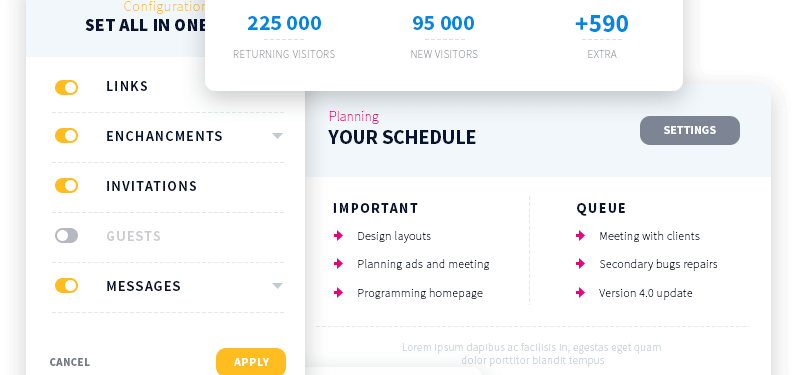 Configuration
SET ALL IN ONE
LINKS
ENCHANCMENTS
INVITATIONS
GUESTS
MESSAGES
CANCEL
APPLY
225 000
RETURNING VISITORS
95 000
NEW VISITORS
+590
EXTRA
Planning
YOUR SCHEDULE
SETTINGS
IMPORTANT
Design layouts
Planning ads and meeting
Programming homepage
QUEUE
Meeting with clients
Secondary bugs repairs
Version 4.0 update
Lorem ipsum dapibus ac facilisis in, egestas eget quam
dolor porttitor blandit tempus